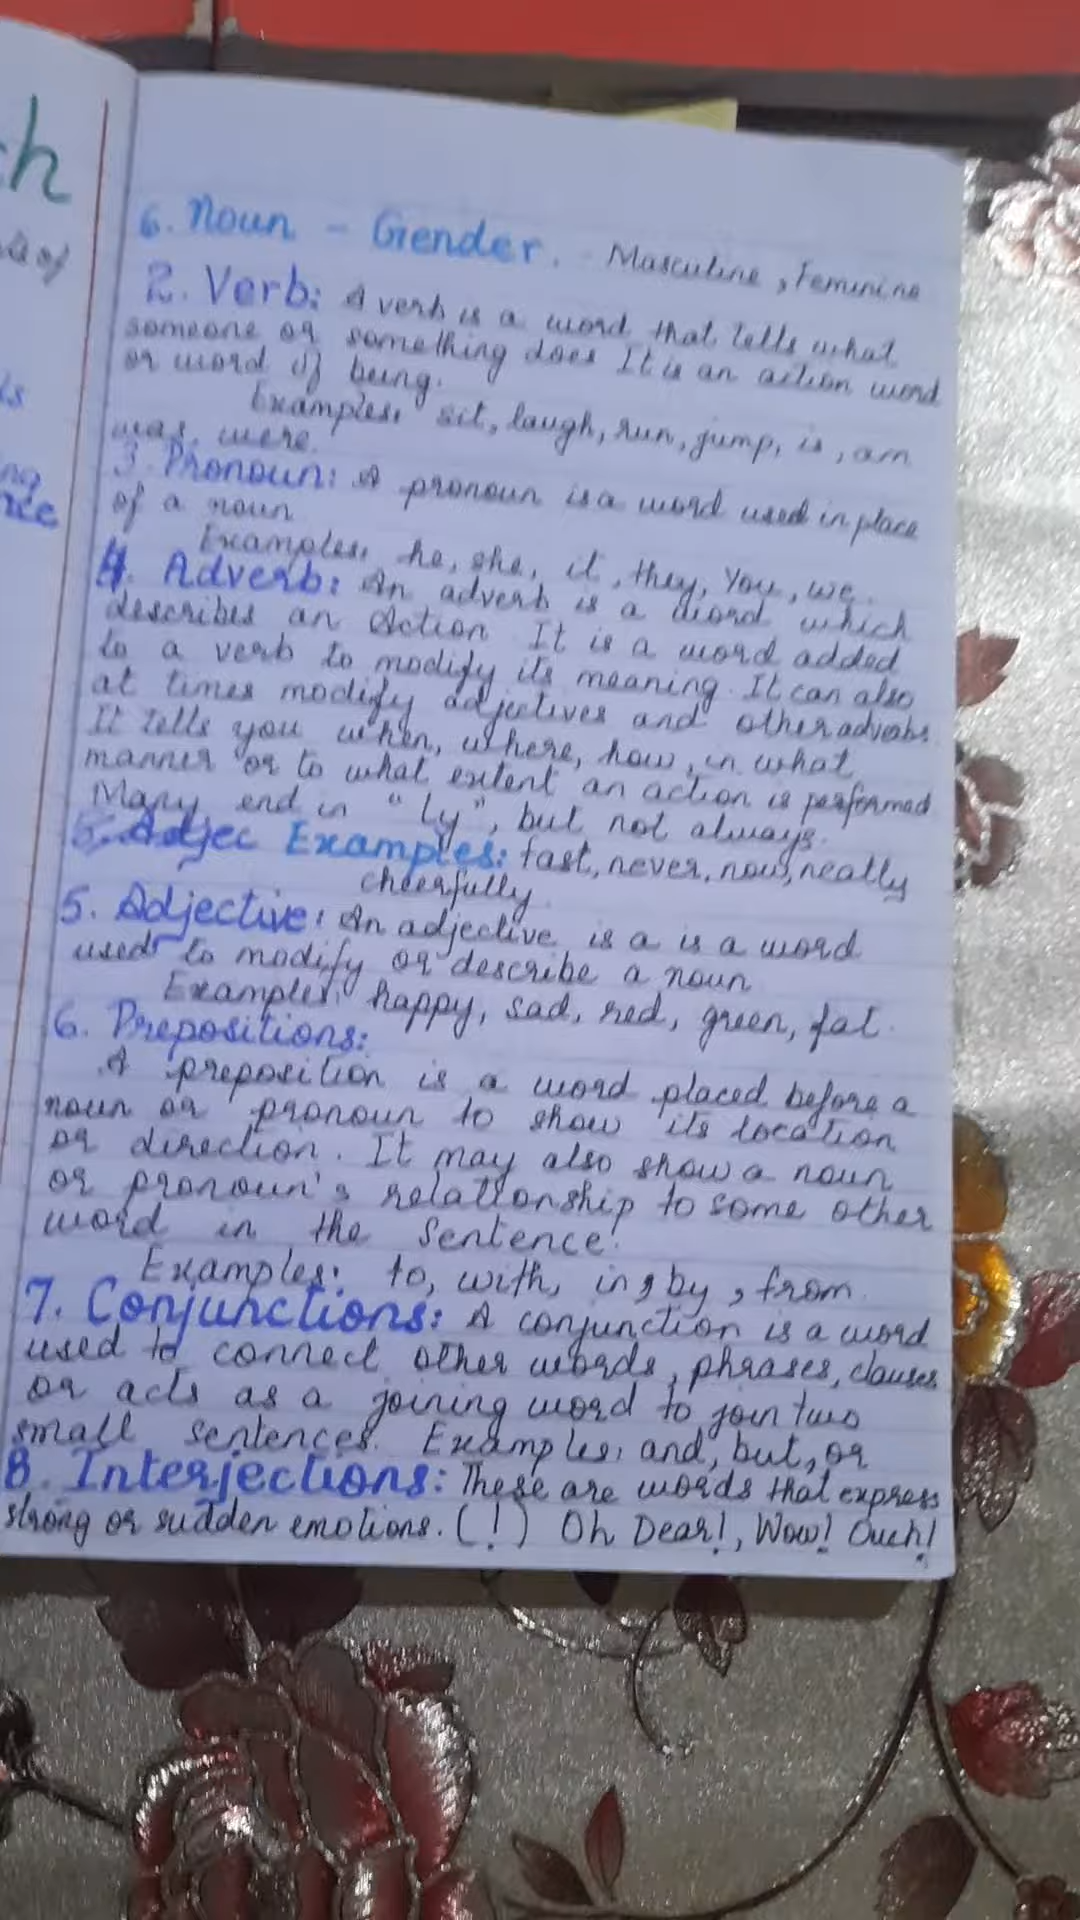 ch
6. Noun - Gender. - Masculine, Feminine
2. Verb: A verb is a word that tells what
someone or something does It is an action word
or word of being.
Examples: sit, laugh, run, jump, is, am
was, were.
3. Pronoun: A pronoun is a word used in place
of a noun
Examples: he, she, it, they, You, we.
4. Adverb: An adverb is a word which
describes an Action It is a word added
to a verb to modify its meaning. It can also
at times modify adjectives and other adverbs.
It tells you when, where, how, in what
manner or to what extent an action is performed
Many end in "ly", but not always.
5. Adjec Examples: fast, never, now, neatly
cheerfully.
5. Adjective: An adjective is a is a word
used to modify or describe a noun
Examples: happy, sad, red, green, fat.
6. Prepositions:
A preposition is a word placed before a
noun or pronoun to show its location
or direction. It may also show a noun
or pronoun's relationship to some other
word in the Sentence.
Examples: to, with, in, by, from.
7. Conjunctions: A conjunction is a word
used to connect other words, phrases, clauses
or acts as a joining word to join two
small sentences. Examples: and, but, or
8. Interjections: These are words that express
strong or sudden emotions. (!) Oh Dear!, Wow! Ouch!